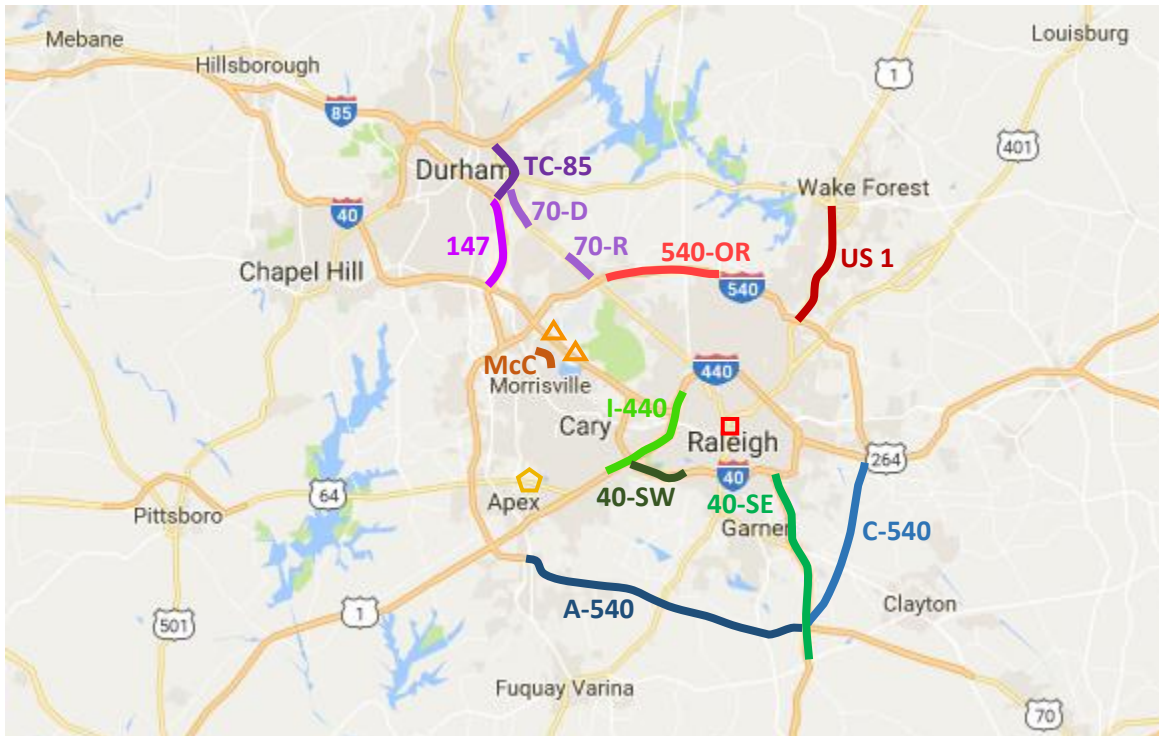 Mebane
Louisburg
Hillsborough
1
85
401
Durham
TC-85
Wake Forest
40
70-D
147
70-R
540-OR
US 1
Chapel Hill
540
McC
Morrisville
440
I-440
Cary
Raleigh
264
64
Apex
40-SW
40
40-SE
Pittsboro
Garner
C-540
501
1
A-540
Clayton
Fuquay Varina
70